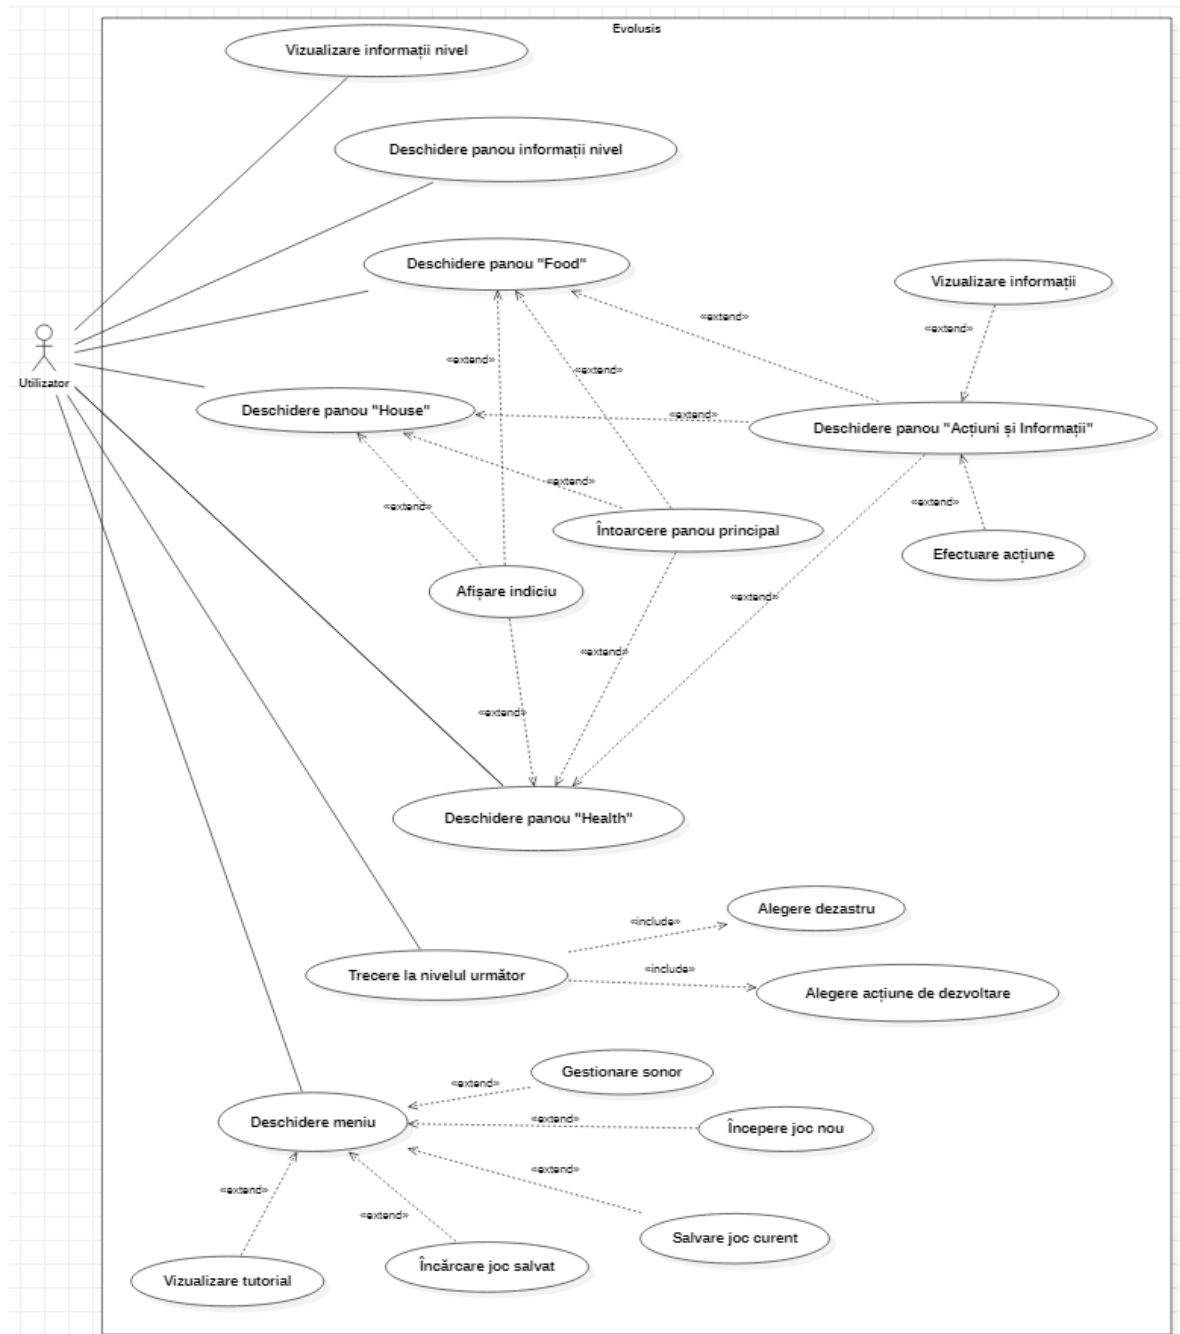 Evolusis
Vizualizare informații nivel
Deschidere panou informații nivel
Deschidere panou "Food"
Vizualizare informații
«extend»
«extend»
«extend»
«extend»
Utilizator
Deschidere panou "House"
«extend»
Deschidere panou "Acțiuni și Informații"
«extend»
«extend»
«extend»
Întoarcere panou principal
Efectuare acțiune
Afișare indiciu
«extend»
«extend»
«extend»
Deschidere panou "Health"
Alegere dezastru
«include»
Trecere la nivelul următor
«include»
Alegere acțiune de dezvoltare
Gestionare sonor
«extend»
Deschidere meniu
«extend»
Începere joc nou
«extend»
«extend»
«extend»
Salvare joc curent
Vizualizare tutorial
Încărcare joc salvat